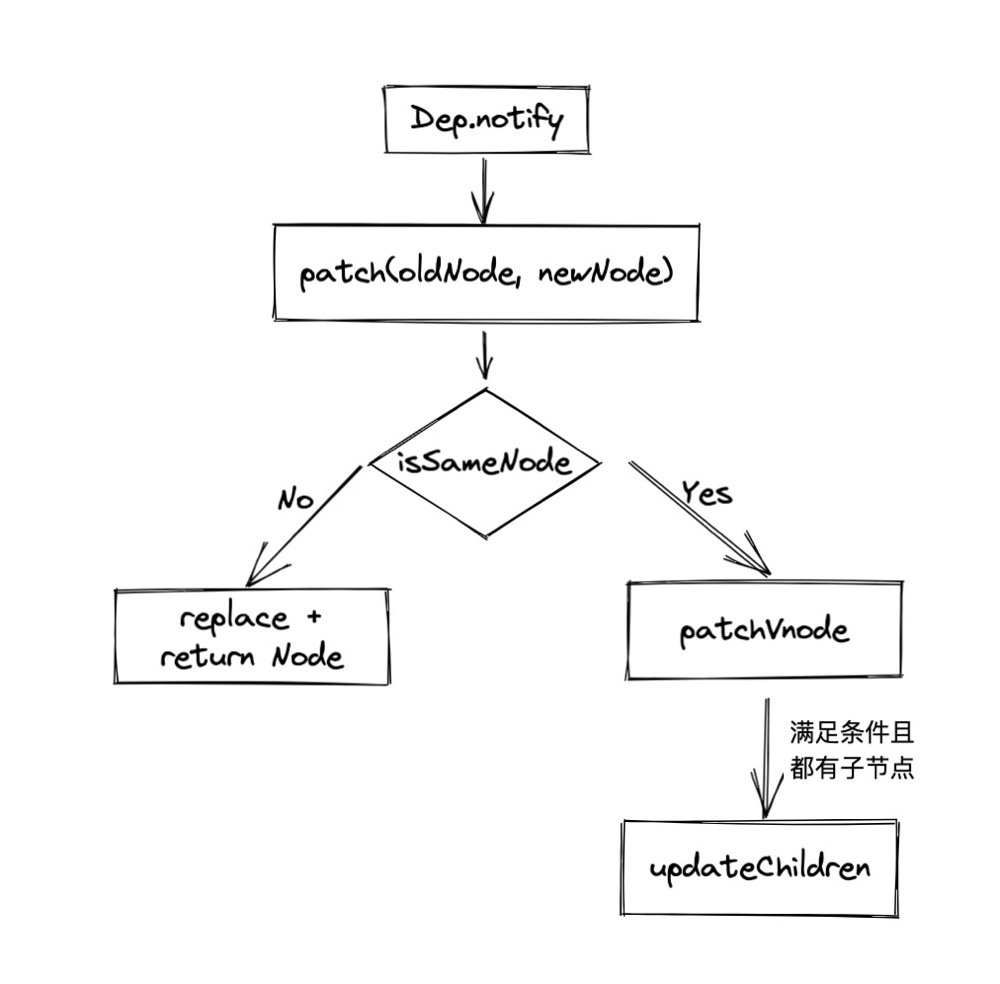 Dep.notify
patch(oldNode, newNode)
isSameNode
No
Yes
replace +
return Node
patchVnode
满足条件且
都有子节点
updateChildren